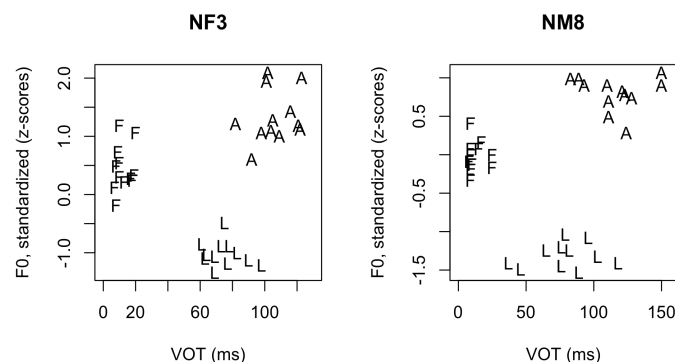 NF3
F0, standardized (z-scores)
2.0
1.0
0.0
-1.0
0 20 60 100
VOT (ms)
F F F F F F F F F F F F F
A A A A A A A A A A A A A
L L L L L L L L L L L L L
NM8
F0, standardized (z-scores)
0.5
-0.5
-1.5
0 50 100 150
VOT (ms)
F F F F F F F F F F F F
A A A A A A A A A A A A A
L L L L L L L L L L L